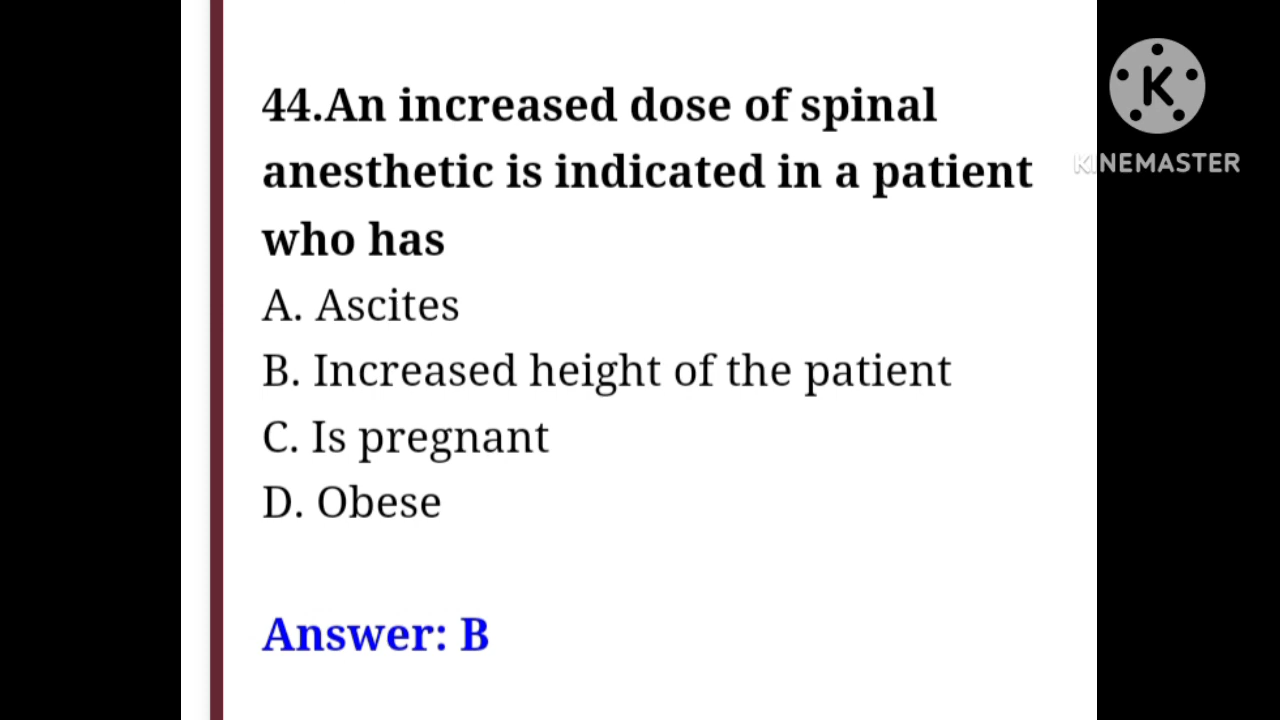 44.An increased dose of spinal
anesthetic is indicated in a patient
who has
A. Ascites
B. Increased height of the patient
C. Is pregnant
D. Obese
Answer: B
K
KINEMASTER